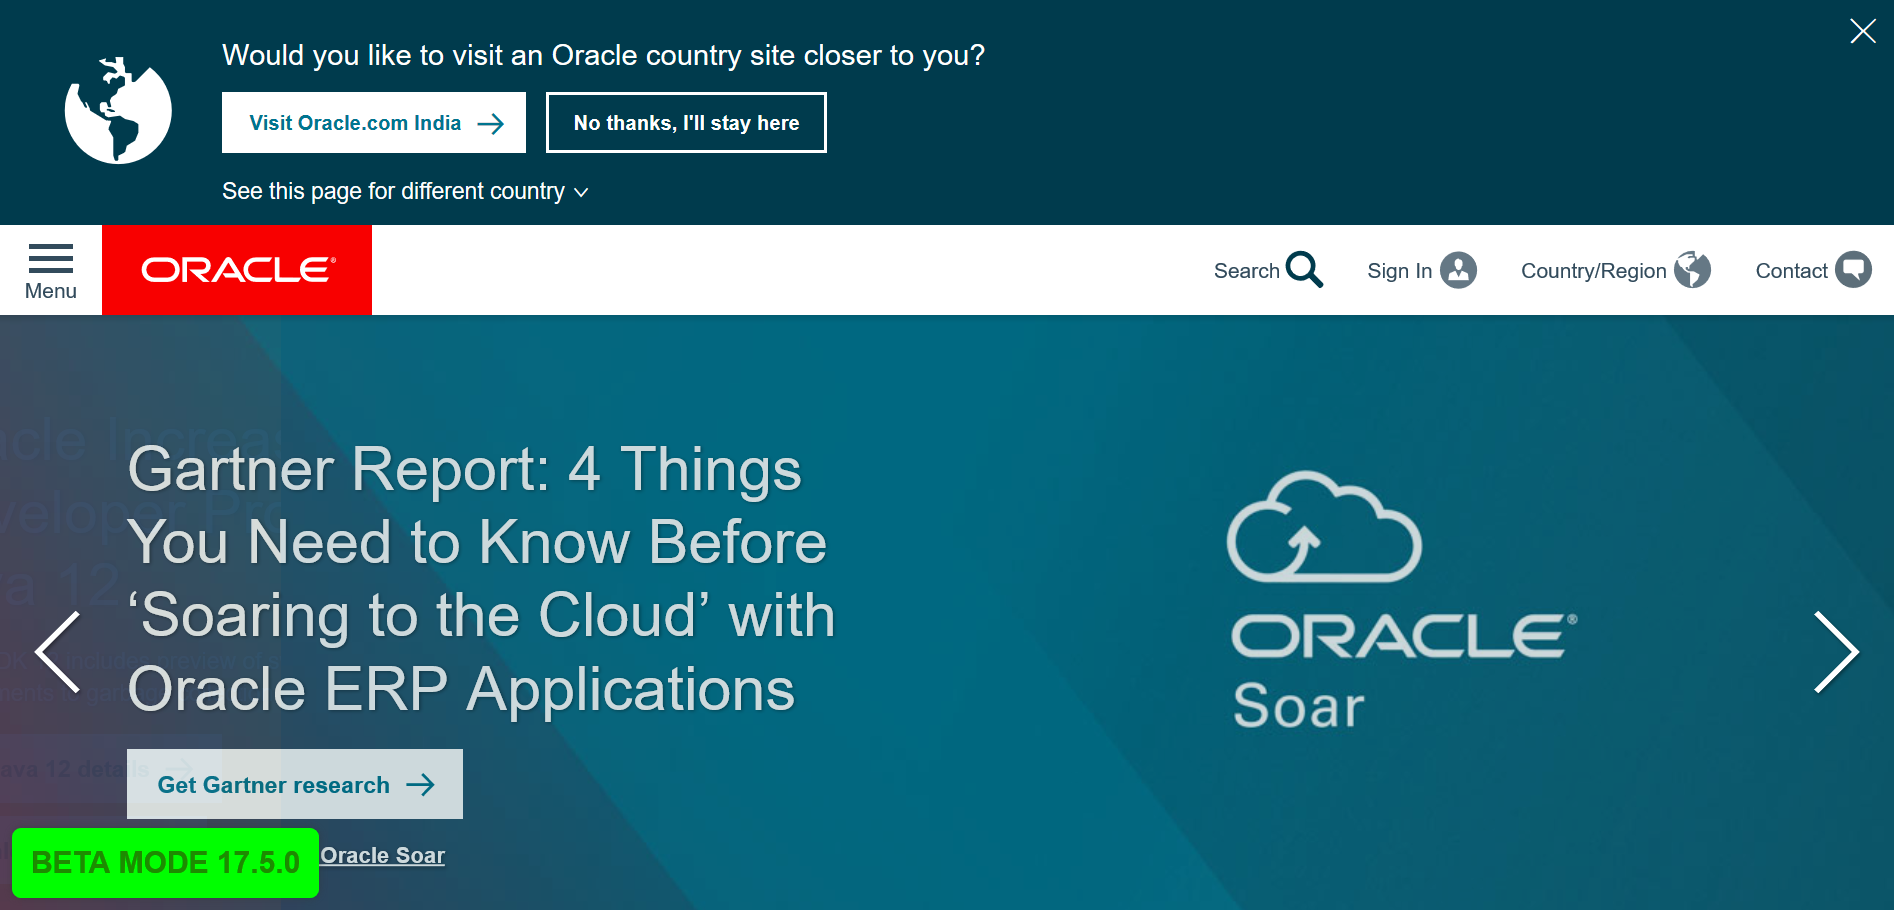 Would you like to visit an Oracle country site closer to you?
Visit Oracle.com India
No thanks, I'll stay here
See this page for different country
Menu
ORACLE®
Search
Sign In
Country/Region
Contact
Gartner Report: 4 Things
You Need to Know Before
‘Soaring to the Cloud’ with
Oracle ERP Applications
Get Gartner research
Oracle Soar
ORACLE®
Soar
BETA MODE 17.5.0